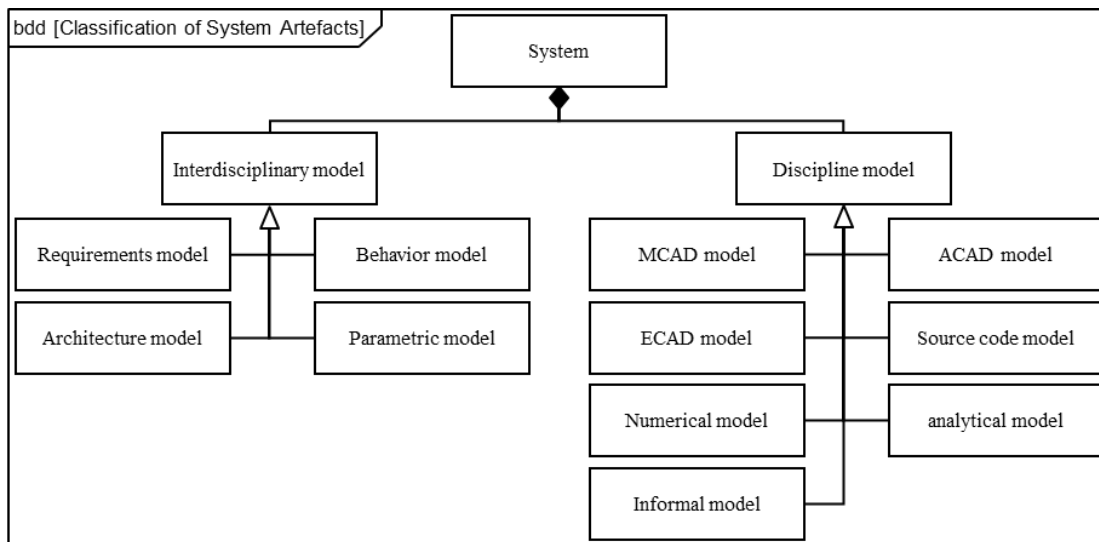 bdd [Classification of System Artefacts]
System
Interdisciplinary model
Discipline model
Requirements model
Behavior model
MCAD model
ACAD model
Architecture model
Parametric model
ECAD model
Source code model
Numerical model
analytical model
Informal model